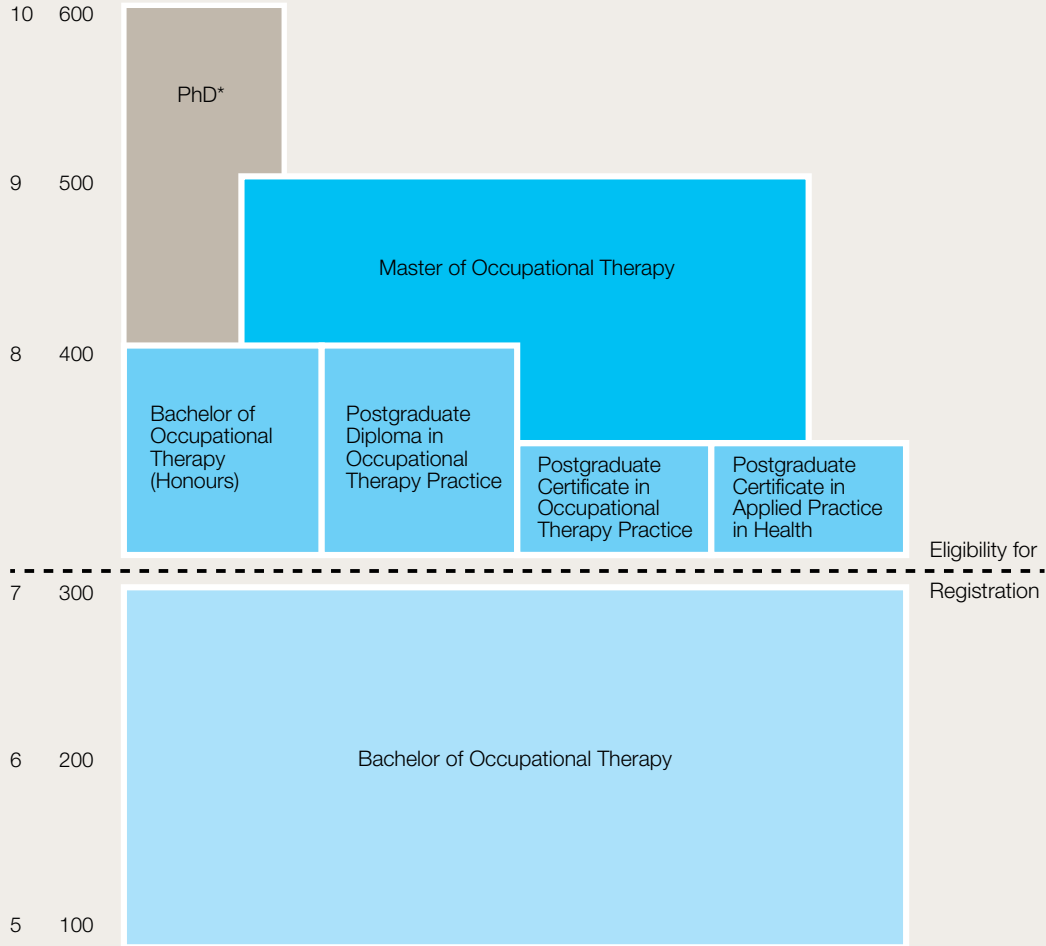 10 600
PhD*
9 500
Master of Occupational Therapy
8 400
Bachelor of
Occupational
Therapy
(Honours)
Postgraduate
Diploma in
Occupational
Therapy Practice
Postgraduate
Certificate in
Occupational
Therapy Practice
Postgraduate
Certificate in
Applied Practice
in Health
Eligibility for
Registration
7 300
6 200
Bachelor of Occupational Therapy
5 100